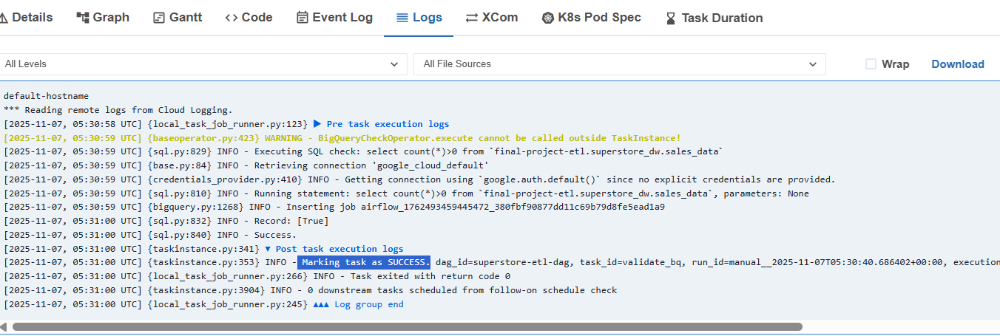 Details Graph Gantt Code Event Log Logs XCom K8s Pod Spec Task Duration
All Levels All File Sources Wrap Download
default-hostname
*** Reading remote logs from Cloud Logging.
[2025-11-07, 05:30:58 UTC] {local_task_job_runner.py:123} ▶ Pre task execution logs
[2025-11-07, 05:30:59 UTC] {baseoperator.py:423} WARNING - BigQueryCheckOperator.execute cannot be called outside TaskInstance!
[2025-11-07, 05:30:59 UTC] {sql.py:829} INFO - Executing SQL check: select count(*)>0 from `final-project-etl.superstore_dw.sales_data`
[2025-11-07, 05:30:59 UTC] {base.py:84} INFO - Retrieving connection 'google_cloud_default'
[2025-11-07, 05:30:59 UTC] {credentials_provider.py:410} INFO - Getting connection using `google.auth.default()` since no explicit credentials are provided.
[2025-11-07, 05:30:59 UTC] {sql.py:810} INFO - Running statement: select count(*)>0 from `final-project-etl.superstore_dw.sales_data`, parameters: None
[2025-11-07, 05:30:59 UTC] {bigquery.py:1268} INFO - Inserting job airflow_1762493459445472_380fbf90877dd11c69b79d8fe5ead1a9
[2025-11-07, 05:31:00 UTC] {sql.py:832} INFO - Record: [True]
[2025-11-07, 05:31:00 UTC] {sql.py:840} INFO - Success.
[2025-11-07, 05:31:00 UTC] {taskinstance.py:341} ▼ Post task execution logs
[2025-11-07, 05:31:00 UTC] {taskinstance.py:353} INFO - Marking task as SUCCESS. dag_id=superstore-etl-dag, task_id=validate_bq, run_id=manual__2025-11-07T05:30:40.686402+00:00, execution
[2025-11-07, 05:31:00 UTC] {local_task_job_runner.py:266} INFO - Task exited with return code 0
[2025-11-07, 05:31:00 UTC] {taskinstance.py:3904} INFO - 0 downstream tasks scheduled from follow-on schedule check
[2025-11-07, 05:31:00 UTC] {local_task_job_runner.py:245} ▲▲▲ Log group end